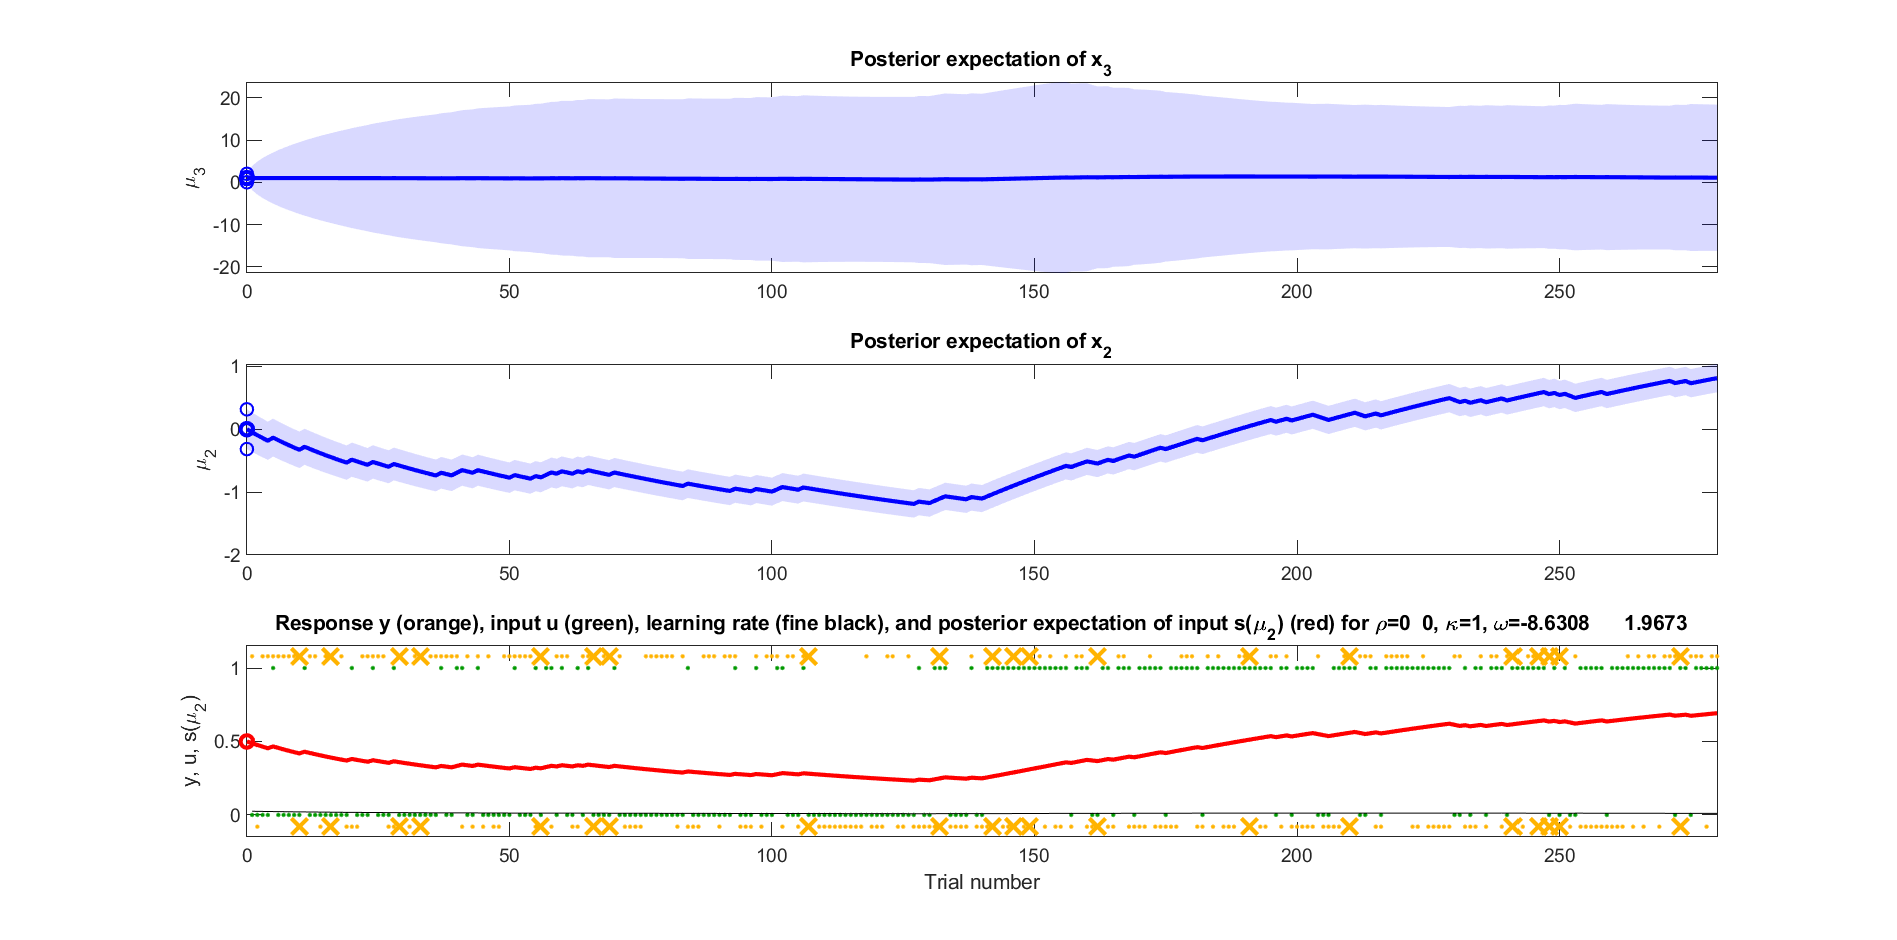 Posterior expectation of x3
20
10
0
-10
-20
μ3
0 50 100 150 200 250
Posterior expectation of x2
1
0
-1
-2
μ2
0 50 100 150 200 250
Response y (orange), input u (green), learning rate (fine black), and posterior expectation of input s(μ2) (red) for ρ=0 0, κ=1, ω=-8.6308 1.9673
1
0.5
0
y, u, s(μ2)
0 50 100 150 200 250
Trial number